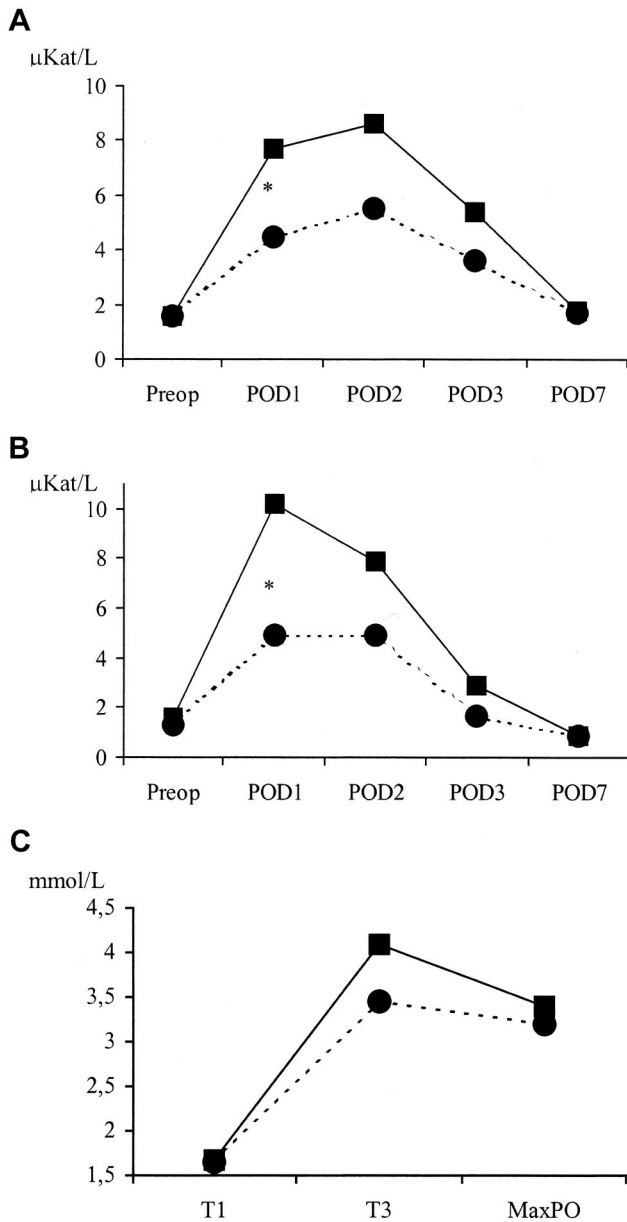 A
μKat/L
10
8
6
*
4
2
0
Preop POD1 POD2 POD3 POD7
B
μKat/L
10
8
*
6
4
2
0
Preop POD1 POD2 POD3 POD7
C
mmol/L
4,5
4
3,5
3
2,5
2
1,5
T1 T3 MaxPO